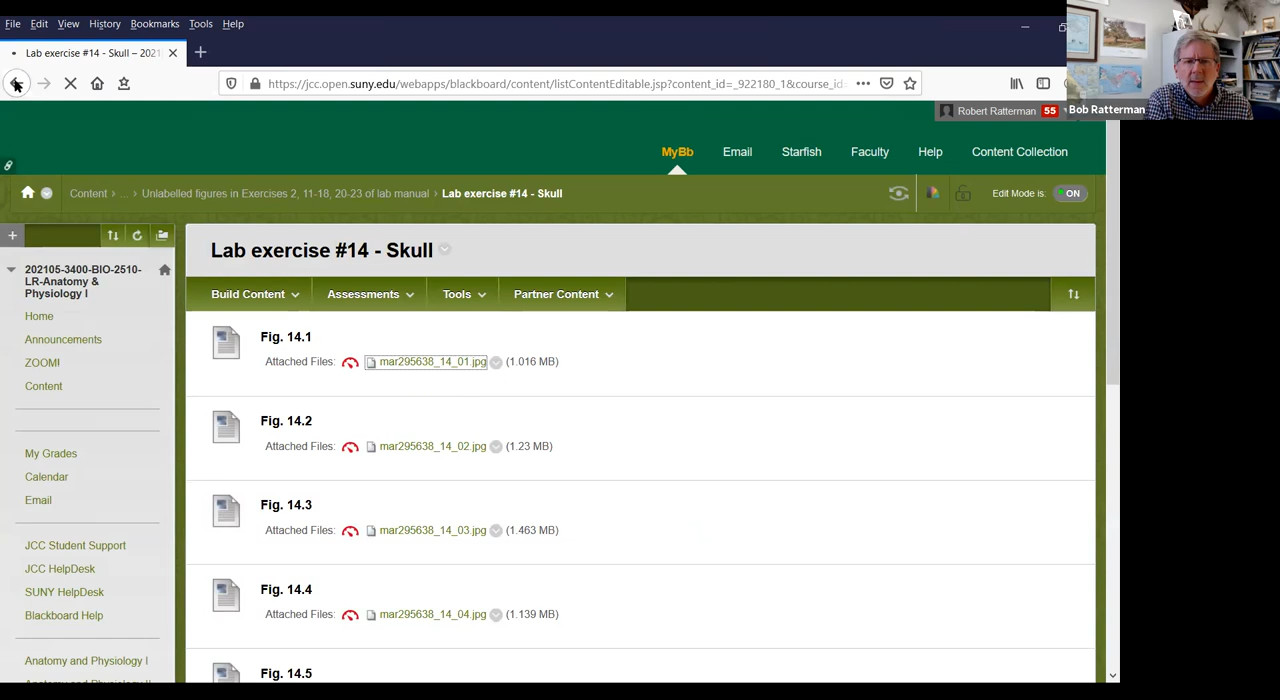 File Edit View History Bookmarks Tools Help
Lab exercise #14 - Skull – 2021
https://jcc.open.suny.edu/webapps/blackboard/content/listContentEditable.jsp?content_id=_922180_1&course_id=
Robert Ratterman 55
Bob Ratterman
MyBb Email Starfish Faculty Help Content Collection
Content > ... > Unlabelled figures in Exercises 2, 11-18, 20-23 of lab manual > Lab exercise #14 - Skull
Edit Mode is: ON
202105-3400-BIO-2510-
LR-Anatomy &
Physiology I
Home
Announcements
ZOOM!
Content
My Grades
Calendar
Email
JCC Student Support
JCC HelpDesk
SUNY HelpDesk
Blackboard Help
Anatomy and Physiology I
Lab exercise #14 - Skull
Build Content Assessments Tools Partner Content
Fig. 14.1
Attached Files: mar295638_14_01.jpg (1.016 MB)
Fig. 14.2
Attached Files: mar295638_14_02.jpg (1.23 MB)
Fig. 14.3
Attached Files: mar295638_14_03.jpg (1.463 MB)
Fig. 14.4
Attached Files: mar295638_14_04.jpg (1.139 MB)
Fig. 14.5